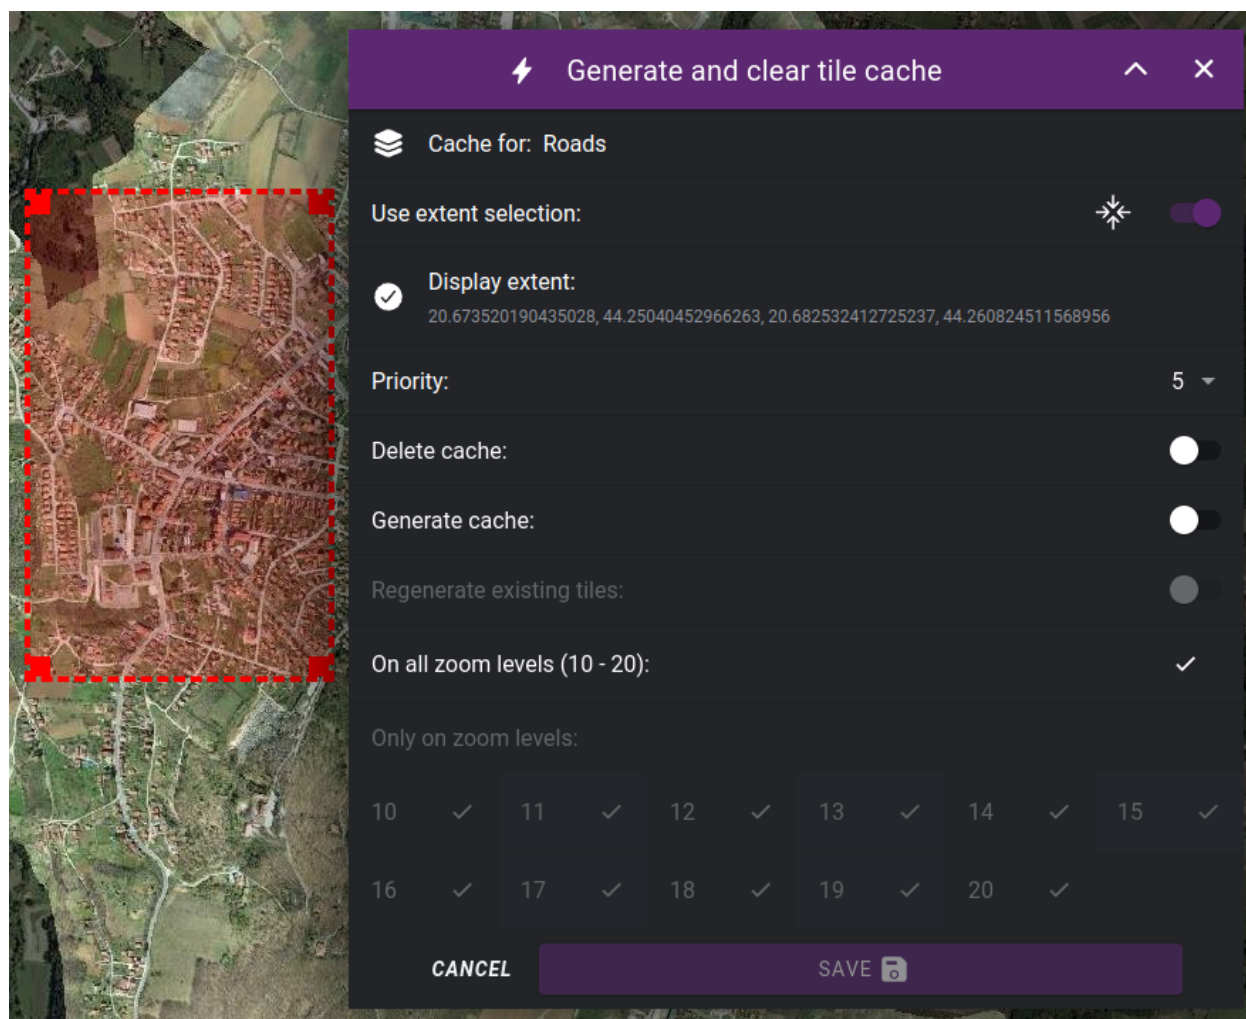 Generate and clear tile cache
Cache for: Roads
Use extent selection:
Display extent:
20.673520190435028, 44.25040452966263, 20.682532412725237, 44.260824511568956
Priority: 5
Delete cache:
Generate cache:
Regenerate existing tiles:
On all zoom levels (10 - 20):
Only on zoom levels:
10 11 12 13 14 15
16 17 18 19 20
CANCEL SAVE